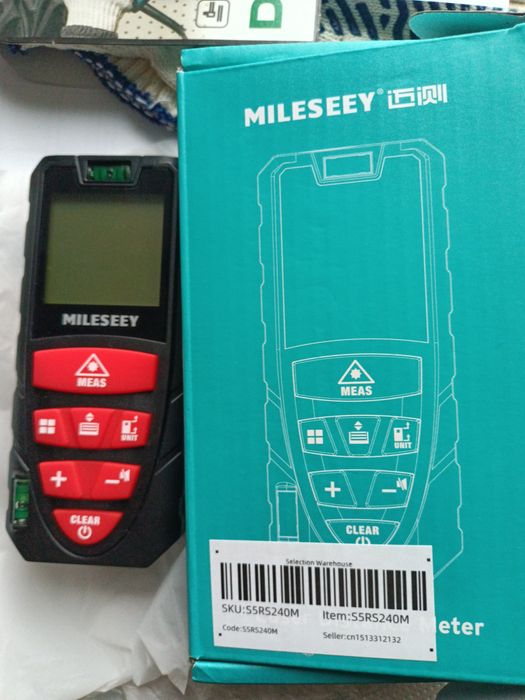 D
MILESEEY® 迈测
MILESEEY
MEAS
UNIT
+
−
CLEAR
MEAS
UNIT
+
−
CLEAR
Selection Warehouse
SKU:S5RS240M Item:S5RS240M
Code:S5RS240M
Seller:cn1513312132
Meter